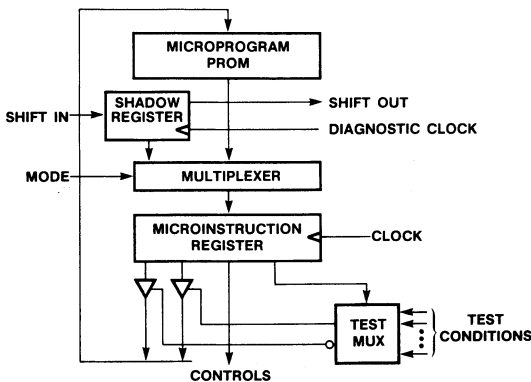 MICROPROGRAM
PROM
SHADOW
REGISTER
SHIFT IN
SHIFT OUT
DIAGNOSTIC CLOCK
MODE
MULTIPLEXER
MICROINSTRUCTION
REGISTER
CLOCK
TEST
MUX
TEST
CONDITIONS
CONTROLS